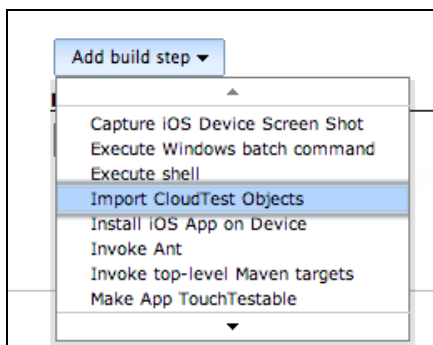 Add build step
Capture iOS Device Screen Shot
Execute Windows batch command
Execute shell
Import CloudTest Objects
Install iOS App on Device
Invoke Ant
Invoke top-level Maven targets
Make App TouchTestable